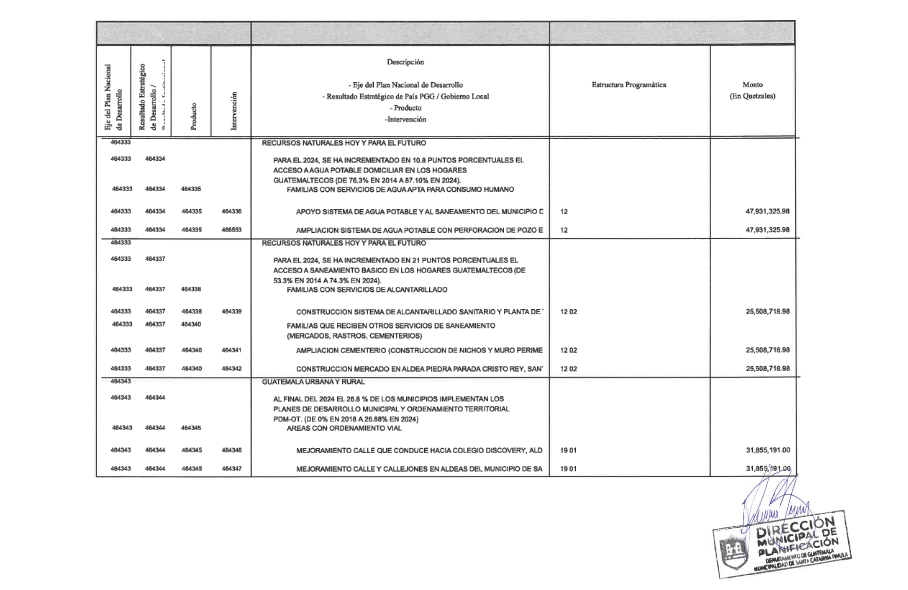 Eje del Plan Nacional
de Desarrollo
Resultado Estratégico
de Desarrollo /
Producto
Intervención
Descripción
- Eje del Plan Nacional de Desarrollo
- Resultado Estratégico de País PGG / Gobierno Local
- Producto
-Intervención
Estructura Programática
Monto
(En Quetzales)
464333 RECURSOS NATURALES HOY Y PARA EL FUTURO
464333 464334 PARA EL 2024, SE HA INCREMENTADO EN 10.8 PUNTOS PORCENTUALES EL
ACCESO A AGUA POTABLE DOMICILIAR EN LOS HOGARES
GUATEMALTECOS (DE 76.3% EN 2014 A 87.10% EN 2024).
464333 464334 464335 FAMILIAS CON SERVICIOS DE AGUA APTA PARA CONSUMO HUMANO
464333 464334 464335 464336 APOYO SISTEMA DE AGUA POTABLE Y AL SANEAMIENTO DEL MUNICIPIO D 12 47,931,325.98
464333 464334 464335 466553 AMPLIACION SISTEMA DE AGUA POTABLE CON PERFORACION DE POZO E 12 47,931,325.98
464333 RECURSOS NATURALES HOY Y PARA EL FUTURO
464333 464337 PARA EL 2024, SE HA INCREMENTADO EN 21 PUNTOS PORCENTUALES EL
ACCESO A SANEAMIENTO BASICO EN LOS HOGARES GUATEMALTECOS (DE
53.3% EN 2014 A 74.3% EN 2024).
464333 464337 464338 FAMILIAS CON SERVICIOS DE ALCANTARILLADO
464333 464337 464338 464339 CONSTRUCCION SISTEMA DE ALCANTARILLADO SANITARIO Y PLANTA DE 12 02 25,508,718.98
464333 464337 464340 FAMILIAS QUE RECIBEN OTROS SERVICIOS DE SANEAMIENTO
(MERCADOS, RASTROS, CEMENTERIOS)
464333 464337 464340 464341 AMPLIACION CEMENTERIO (CONSTRUCCION DE NICHOS Y MURO PERIME 12 02 25,508,718.98
464333 464337 464340 464342 CONSTRUCCION MERCADO EN ALDEA PIEDRA PARADA CRISTO REY, SAN 12 02 25,508,718.98
464343 GUATEMALA URBANA Y RURAL
464343 464344 AL FINAL DEL 2024 EL 26.8 % DE LOS MUNICIPIOS IMPLEMENTAN LOS
PLANES DE DESARROLLO MUNICIPAL Y ORDENAMIENTO TERRITORIAL
PDM-OT. (DE 0% EN 2018 A 26.88% EN 2024)
464343 464344 464345 AREAS CON ORDENAMIENTO VIAL
464343 464344 464345 464346 MEJORAMIENTO CALLE QUE CONDUCE HACIA COLEGIO DISCOVERY, ALD 19 01 31,855,191.00
464343 464344 464345 464347 MEJORAMIENTO CALLE Y CALLEJONES EN ALDEAS DEL MUNICIPIO DE SA 19 01 31,855,191.00
DIRECCIÓN
MUNICIPAL DE
PLANIFICACIÓN
DEPARTAMENTO DE GUATEMALA
MUNICIPALIDAD DE SANTA CATARINA PINULA